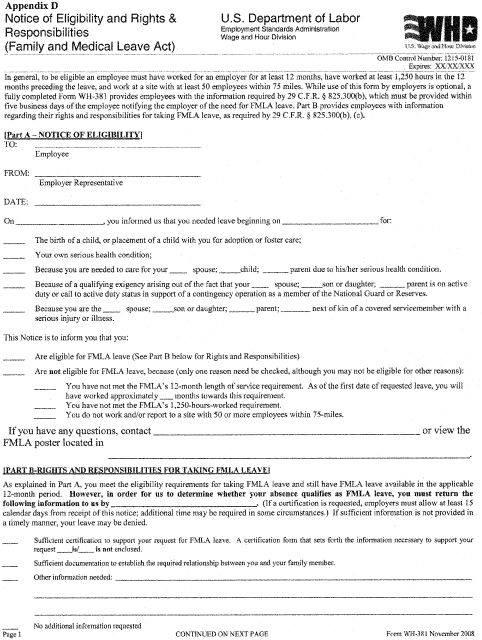 Appendix D
Notice of Eligibility and Rights &
Responsibilities
(Family and Medical Leave Act)
U.S. Department of Labor
Employment Standards Administration
Wage and Hour Division
WHD
U.S. Wage and Hour Division
OMB Control Number: 1215-0181
Expires: XX/XX/XXX
In general, to be eligible an employee must have worked for an employer for at least 12 months, have worked at least 1,250 hours in the 12
months preceding the leave, and work at a site with at least 50 employees within 75 miles. While use of this form by employers is optional, a
fully completed Form WH-381 provides employees with the information required by 29 C.F.R. § 825.300(b), which must be provided within
five business days of the employee notifying the employer of the need for FMLA leave. Part B provides employees with information
regarding their rights and responsibilities for taking FMLA leave, as required by 29 C.F.R. § 825.300(b), (c).
[Part A – NOTICE OF ELIGIBILITY]
TO: ____________________
Employee
FROM: ____________________
Employer Representative
DATE: ____________________
On ____________________, you informed us that you needed leave beginning on ____________________ for:
_____ The birth of a child, or placement of a child with you for adoption or foster care;
_____ Your own serious health condition;
_____ Because you are needed to care for your ____ spouse; ____child; ____ parent due to his/her serious health condition.
_____ Because of a qualifying exigency arising out of the fact that your ____ spouse; ____son or daughter; ____ parent is on active
duty or call to active duty status in support of a contingency operation as a member of the National Guard or Reserves.
_____ Because you are the ____ spouse; ____son or daughter; ____ parent; ____ next of kin of a covered servicemember with a
serious injury or illness.
This Notice is to inform you that you:
_____ Are eligible for FMLA leave (See Part B below for Rights and Responsibilities)
_____ Are not eligible for FMLA leave, because (only one reason need be checked, although you may not be eligible for other reasons):
_____ You have not met the FMLA's 12-month length of service requirement. As of the first date of requested leave, you will
have worked approximately ___ months towards this requirement.
_____ You have not met the FMLA's 1,250-hours-worked requirement.
_____ You do not work and/or report to a site with 50 or more employees within 75-miles.
If you have any questions, contact ____________________ or view the
FMLA poster located in
____________________.
[PART B-RIGHTS AND RESPONSIBILITIES FOR TAKING FMLA LEAVE]
As explained in Part A, you meet the eligibility requirements for taking FMLA leave and still have FMLA leave available in the applicable
12-month period. However, in order for us to determine whether your absence qualifies as FMLA leave, you must return the
following information to us by ____________________. (If a certification is requested, employers must allow at least 15
calendar days from receipt of this notice; additional time may be required in some circumstances.) If sufficient information is not provided in
a timely manner, your leave may be denied.
_____ Sufficient certification to support your request for FMLA leave. A certification form that sets forth the information necessary to support your
request ____is/____ is not enclosed.
_____ Sufficient documentation to establish the required relationship between you and your family member.
_____ Other information needed: ____________________
_____ No additional information requested
Page 1
CONTINUED ON NEXT PAGE
Form WH-381 November 2008